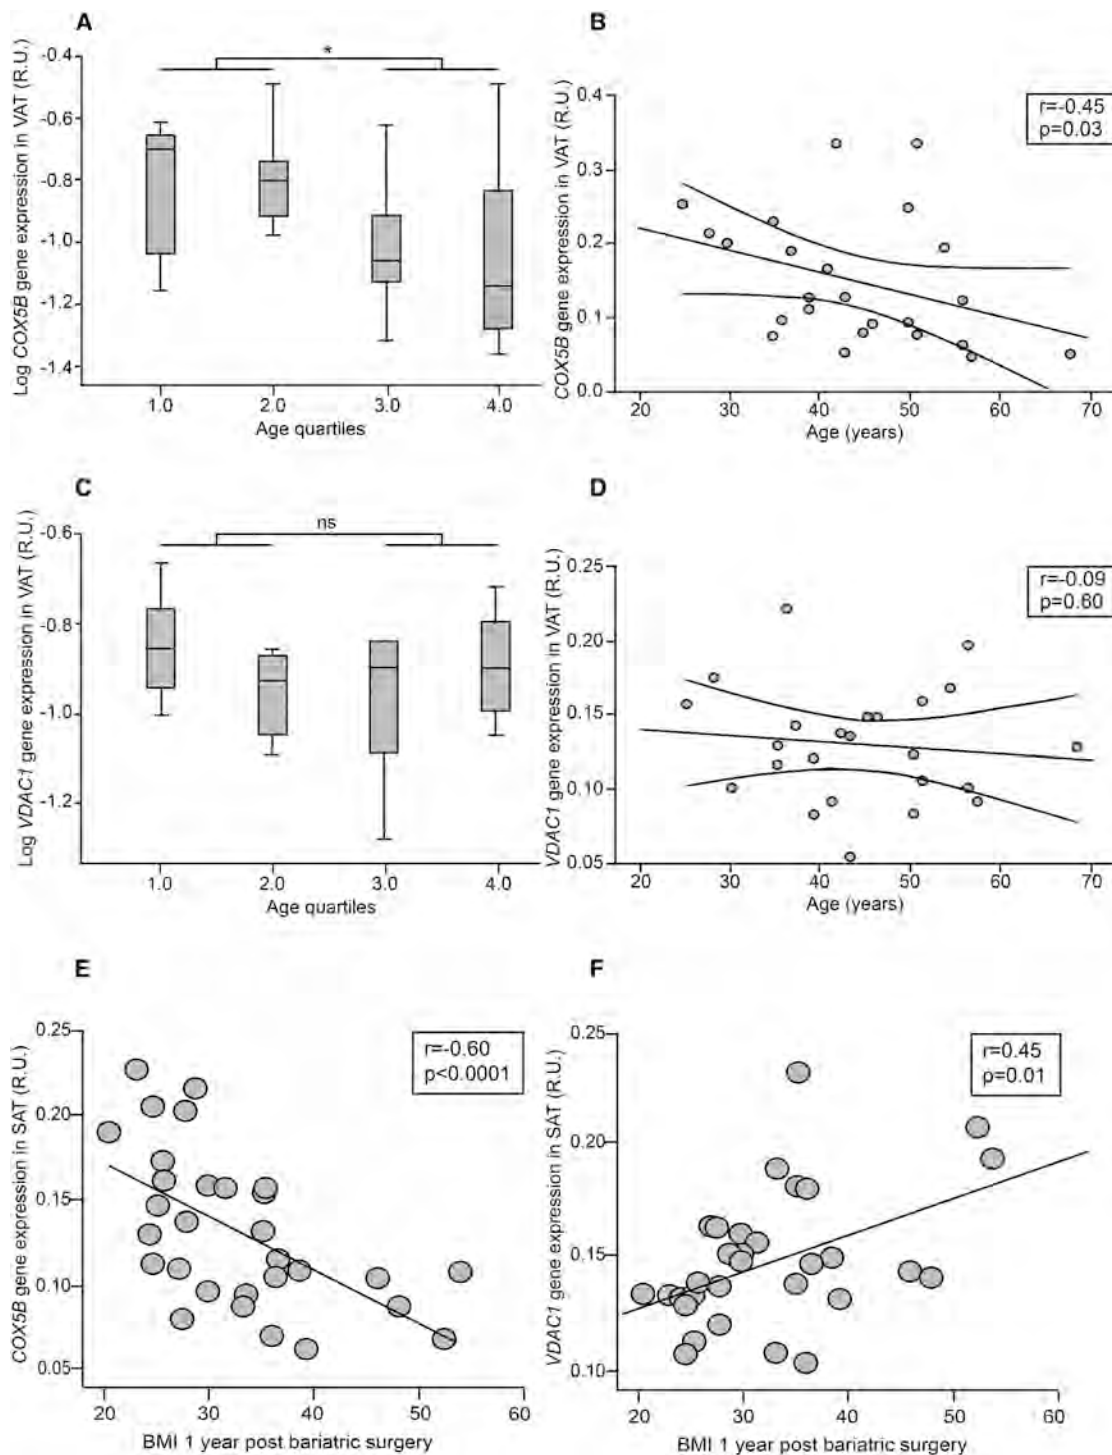 A
Log COX5B gene expression in VAT (R.U.)
-0.4
-0.6
-0.8
-1.0
-1.2
-1.4
*
1.0 2.0 3.0 4.0
Age quartiles
B
COX5B gene expression in VAT (R.U.)
0.4
0.3
0.2
0.1
0.0
r=-0.45
p=0.03
20 30 40 50 60 70
Age (years)
C
Log VDAC1 gene expression in VAT (R.U.)
-0.6
-0.8
-1.0
-1.2
ns
1.0 2.0 3.0 4.0
Age quartiles
D
VDAC1 gene expression in VAT (R.U.)
0.25
0.20
0.15
0.10
0.05
r=-0.09
p=0.80
20 30 40 50 60 70
Age (years)
E
COX5B gene expression in SAT (R.U.)
0.25
0.20
0.15
0.10
0.05
r=-0.60
p<0.0001
20 30 40 50 60
BMI 1 year post bariatric surgery
F
VDAC1 gene expression in SAT (R.U.)
0.25
0.20
0.15
0.10
r=0.45
p=0.01
20 30 40 50 60
BMI 1 year post bariatric surgery